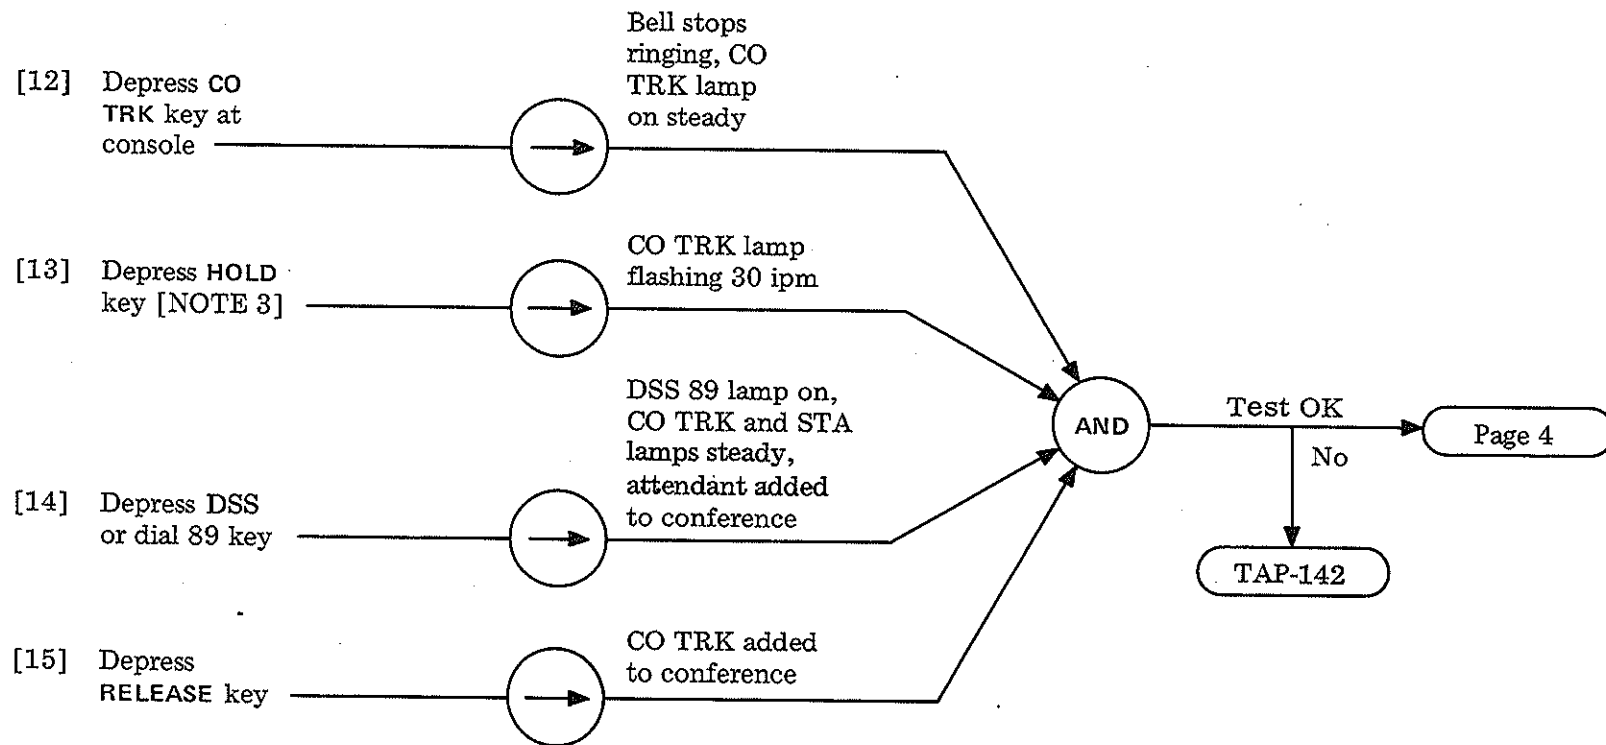 [12] Depress CO
TRK key at
console
Bell stops
ringing, CO
TRK lamp
on steady
[13] Depress HOLD
key [NOTE 3]
CO TRK lamp
flashing 30 ipm
[14] Depress DSS
or dial 89 key
DSS 89 lamp on,
CO TRK and STA
lamps steady,
attendant added
to conference
[15] Depress
RELEASE key
CO TRK added
to conference
AND
Test OK
No
Page 4
TAP-142